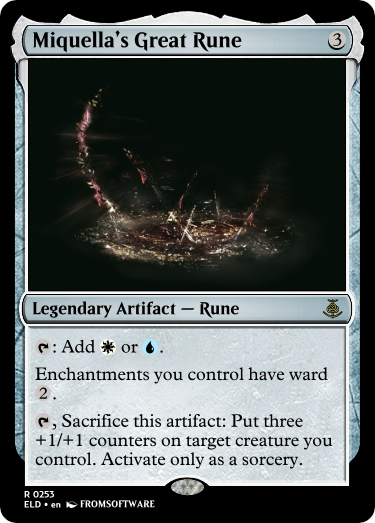 Miquella's Great Rune 3
Legendary Artifact — Rune
: Add or .
Enchantments you control have ward
2 .
, Sacrifice this artifact: Put three
+1/+1 counters on target creature you
control. Activate only as a sorcery.
R 0253
ELD • en FROMSOFTWARE